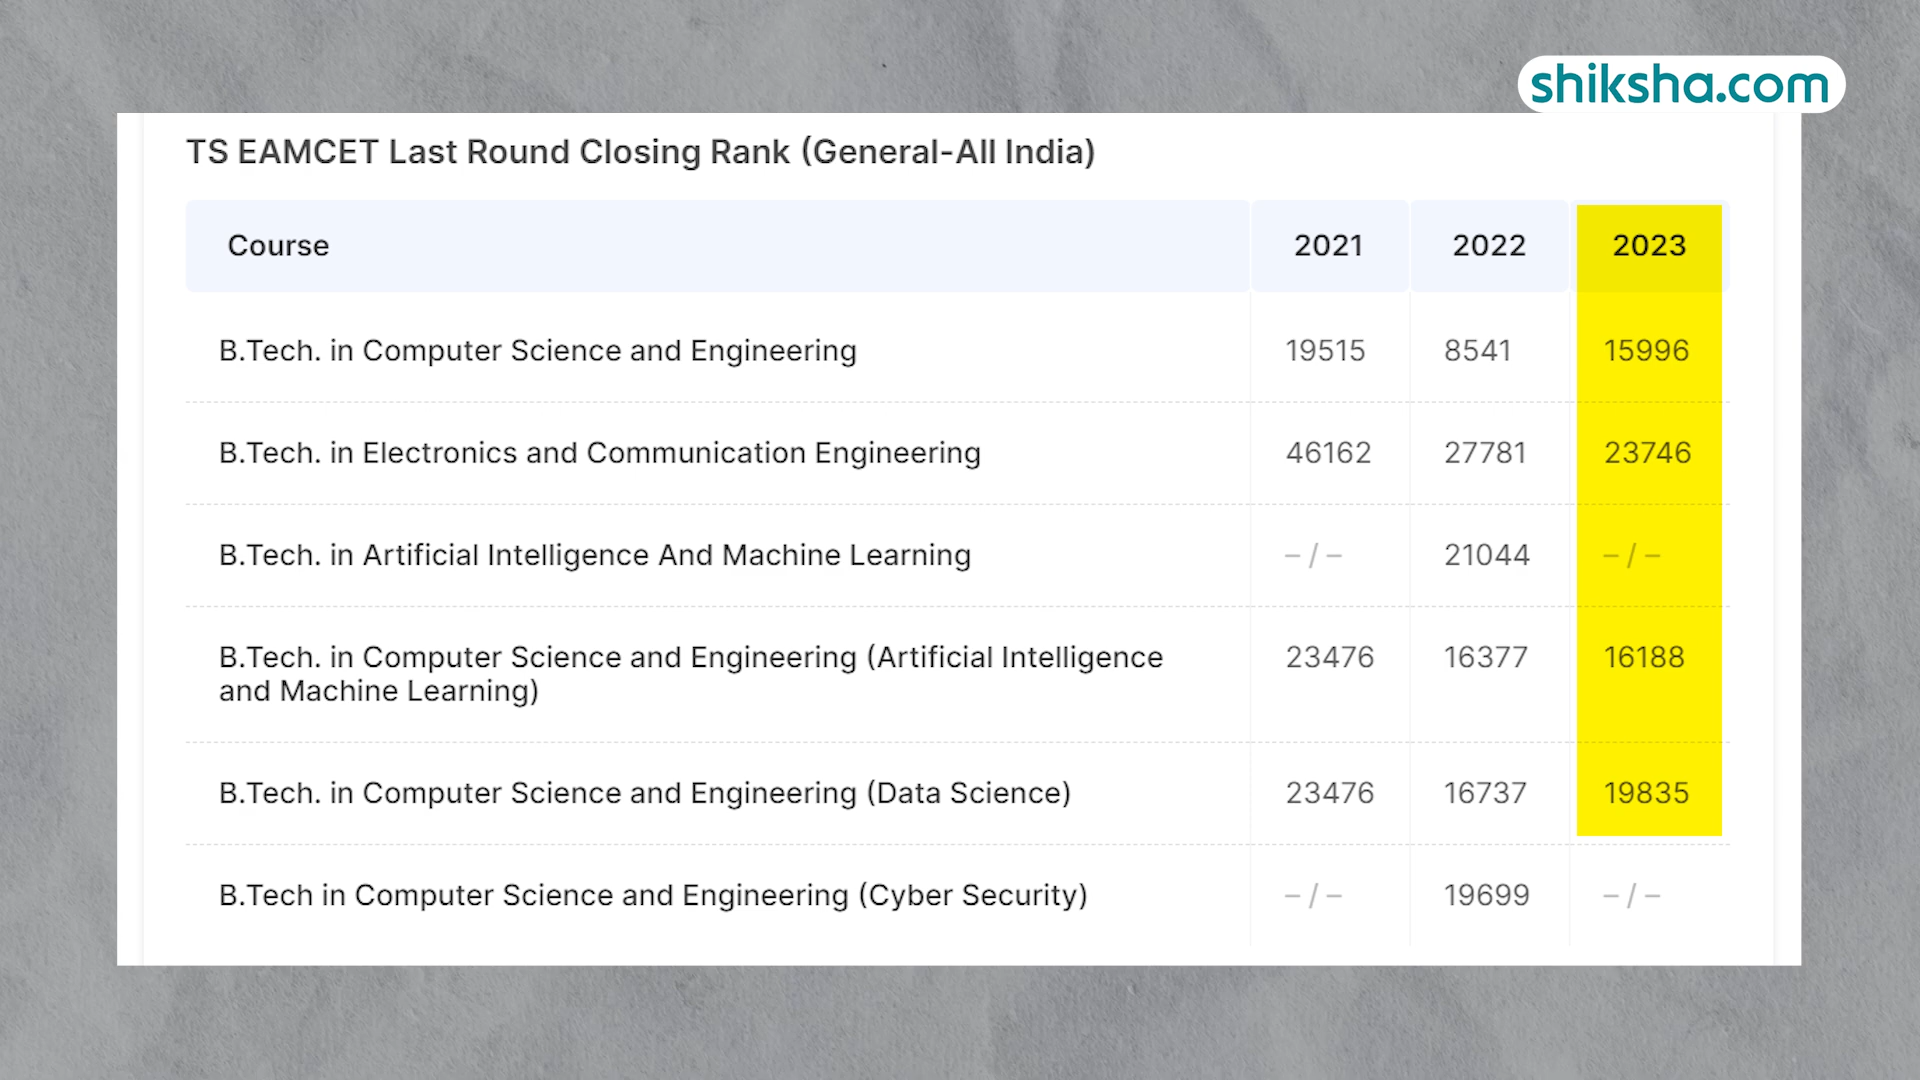 shiksha.com
TS EAMCET Last Round Closing Rank (General-All India)
Course 2021 2022 2023
B.Tech. in Computer Science and Engineering 19515 8541 15996
B.Tech. in Electronics and Communication Engineering 46162 27781 23746
B.Tech. in Artificial Intelligence And Machine Learning – / – 21044 – / –
B.Tech. in Computer Science and Engineering (Artificial Intelligence 23476 16377 16188
and Machine Learning)
B.Tech. in Computer Science and Engineering (Data Science) 23476 16737 19835
B.Tech in Computer Science and Engineering (Cyber Security) – / – 19699 – / –